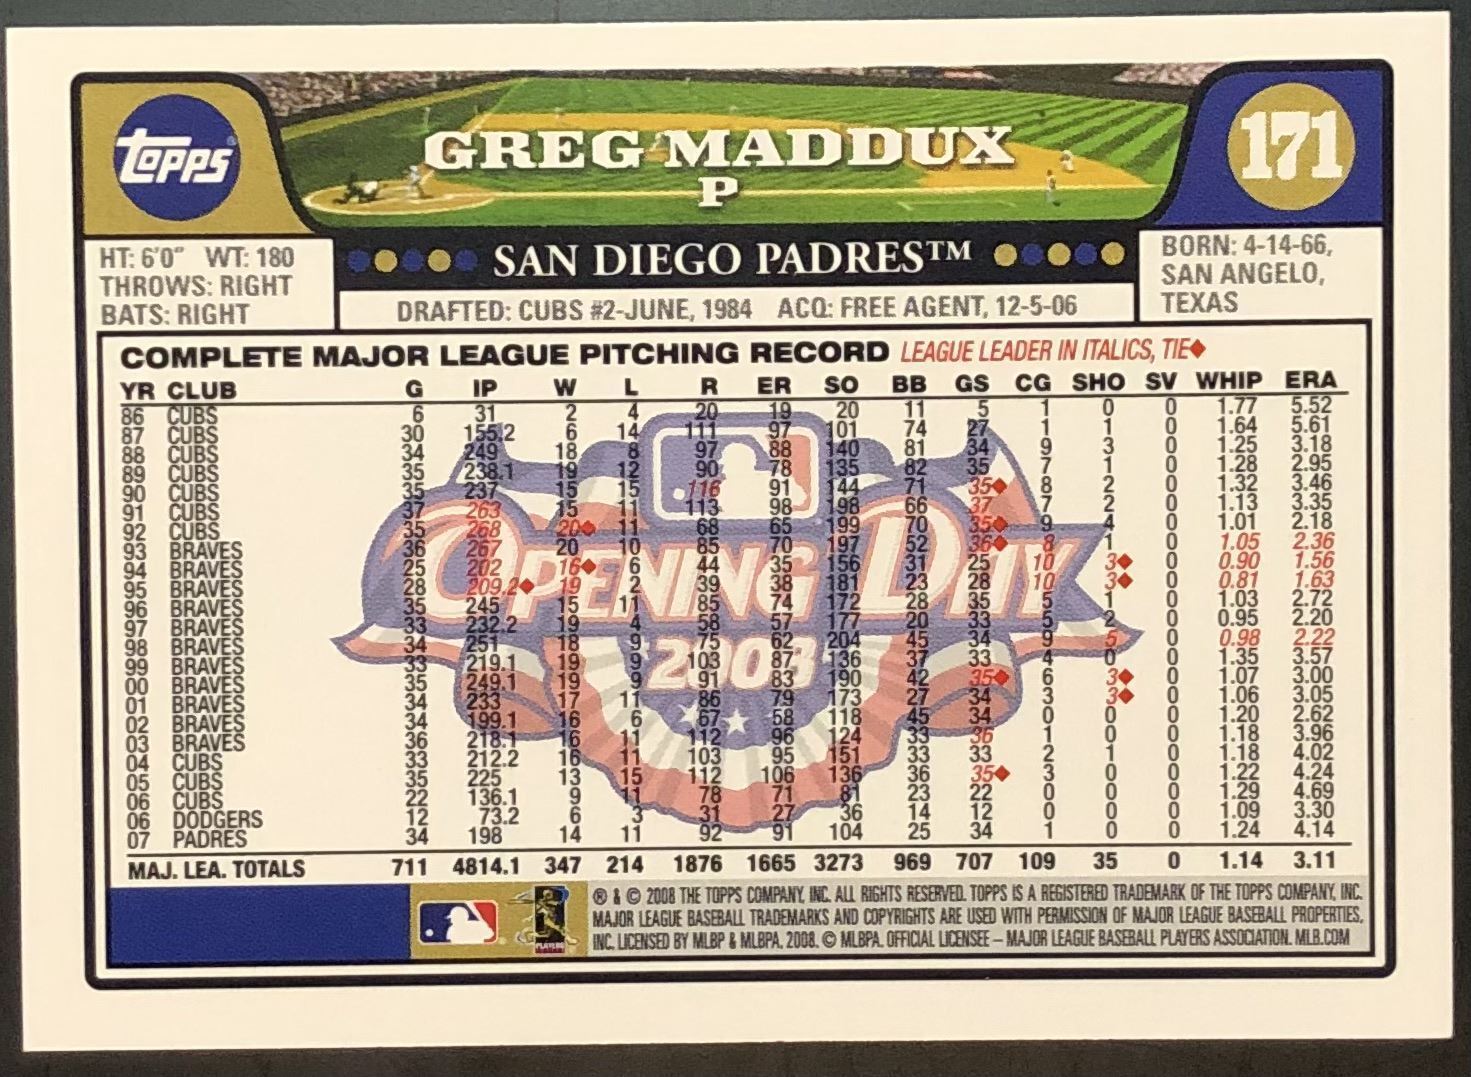 topps
GREG MADDUX
P
171
HT: 6'0" WT: 180
THROWS: RIGHT
BATS: RIGHT
SAN DIEGO PADRES™
DRAFTED: CUBS #2-JUNE, 1984 ACQ: FREE AGENT, 12-5-06
BORN: 4-14-66,
SAN ANGELO,
TEXAS
COMPLETE MAJOR LEAGUE PITCHING RECORD LEAGUE LEADER IN ITALICS, TIE◆
YR CLUB G IP W L R ER SO BB GS CG SHO SV WHIP ERA
86 CUBS 6 31 2 4 20 19 20 11 5 1 0 0 1.77 5.52
87 CUBS 30 155.2 6 14 111 97 101 74 27 1 1 0 1.64 5.61
88 CUBS 34 249 18 8 97 88 140 81 34 9 3 0 1.25 3.18
89 CUBS 35 238.1 19 12 90 78 135 82 35 7 1 0 1.28 2.95
90 CUBS 35 237 15 15 116 91 144 71 35◆ 8 2 0 1.32 3.46
91 CUBS 37 263 15 11 113 98 198 66 37 7 2 0 1.13 3.35
92 CUBS 35 268 20◆ 11 68 65 199 70 35◆ 9 4 0 1.01 2.18
93 BRAVES 36 267 20 10 85 70 197 52 36◆ 8 1 0 1.05 2.36
94 BRAVES 25 202 16◆ 6 44 35 156 31 25 10 3◆ 0 0.90 1.56
95 BRAVES 28 209.2◆ 19 2 39 38 181 23 28 10 3◆ 0 0.81 1.63
96 BRAVES 35 245 15 11 85 74 172 28 35 5 1 0 1.03 2.72
97 BRAVES 33 232.2 19 4 58 57 177 20 33 5 2 0 0.95 2.20
98 BRAVES 34 251 18 9 75 62 204 45 34 9 5 0 0.98 2.22
99 BRAVES 33 219.1 19 9 103 87 136 37 33 4 0 0 1.35 3.57
00 BRAVES 35 249.1 19 9 91 83 190 42 35◆ 6 3◆ 0 1.07 3.00
01 BRAVES 34 233 17 11 86 79 173 27 34 3 3◆ 0 1.06 3.05
02 BRAVES 34 199.1 16 6 67 58 118 45 34 0 0 0 1.20 2.62
03 BRAVES 36 218.1 16 11 112 96 124 33 36 1 0 0 1.18 3.96
04 CUBS 33 212.2 16 11 103 95 151 33 33 2 1 0 1.18 4.02
05 CUBS 35 225 13 15 112 106 136 36 35◆ 3 0 0 1.22 4.24
06 CUBS 22 136.1 9 11 78 71 81 23 22 0 0 0 1.29 4.69
06 DODGERS 12 73.2 6 3 31 27 36 14 12 0 0 0 1.09 3.30
07 PADRES 34 198 14 11 92 91 104 25 34 1 0 0 1.24 4.14
MAJ. LEA. TOTALS 711 4814.1 347 214 1876 1665 3273 969 707 109 35 0 1.14 3.11
OPENING DAY
2008
® & © 2008 THE TOPPS COMPANY, INC. ALL RIGHTS RESERVED. TOPPS IS A REGISTERED TRADEMARK OF THE TOPPS COMPANY, INC.
MAJOR LEAGUE BASEBALL TRADEMARKS AND COPYRIGHTS ARE USED WITH PERMISSION OF MAJOR LEAGUE BASEBALL PROPERTIES,
INC. LICENSED BY MLBP & MLBPA, 2008. © MLBPA. OFFICIAL LICENSEE – MAJOR LEAGUE BASEBALL PLAYERS ASSOCIATION. MLB.COM